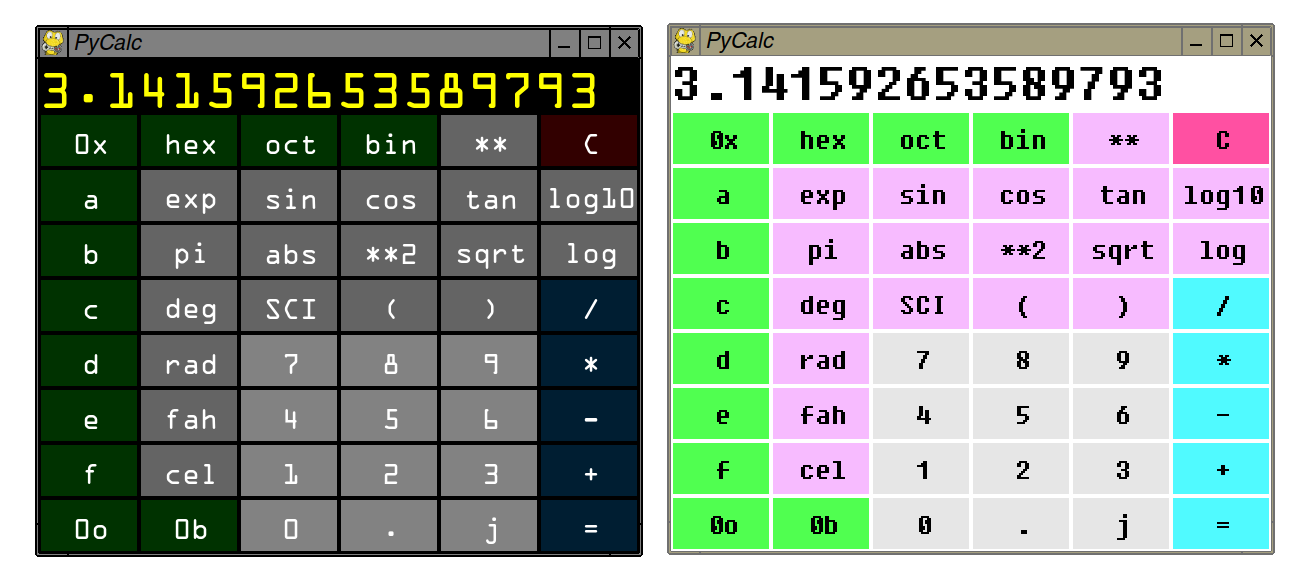 PyCalc
3.141592653589793
0x hex oct bin ** C
a exp sin cos tan log10
b pi abs **2 sqrt log
c deg SCI ( ) /
d rad 7 8 9 *
e fah 4 5 6 -
f cel 1 2 3 +
0o 0b 0 . j =
PyCalc
3.141592653589793
0x hex oct bin ** C
a exp sin cos tan log10
b pi abs **2 sqrt log
c deg SCI ( ) /
d rad 7 8 9 *
e fah 4 5 6 -
f cel 1 2 3 +
0o 0b 0 . j =